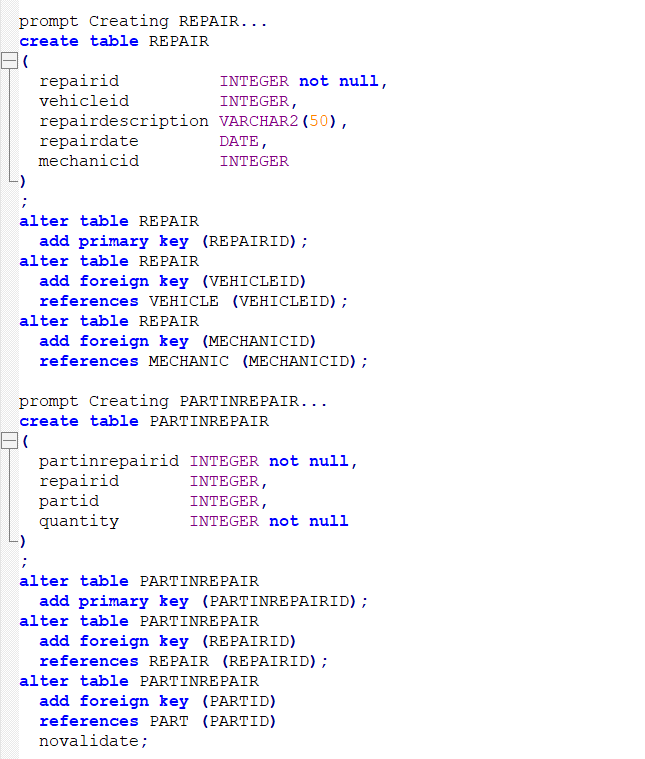 prompt Creating REPAIR...
create table REPAIR
(
  repairid          INTEGER not null,
  vehicleid         INTEGER,
  repairdescription VARCHAR2(50),
  repairdate        DATE,
  mechanicid        INTEGER
)
;
alter table REPAIR
  add primary key (REPAIRID);
alter table REPAIR
  add foreign key (VEHICLEID)
  references VEHICLE (VEHICLEID);
alter table REPAIR
  add foreign key (MECHANICID)
  references MECHANIC (MECHANICID);

prompt Creating PARTINREPAIR...
create table PARTINREPAIR
(
  partinrepairid INTEGER not null,
  repairid       INTEGER,
  partid         INTEGER,
  quantity       INTEGER not null
)
;
alter table PARTINREPAIR
  add primary key (PARTINREPAIRID);
alter table PARTINREPAIR
  add foreign key (REPAIRID)
  references REPAIR (REPAIRID);
alter table PARTINREPAIR
  add foreign key (PARTID)
  references PART (PARTID)
  novalidate;